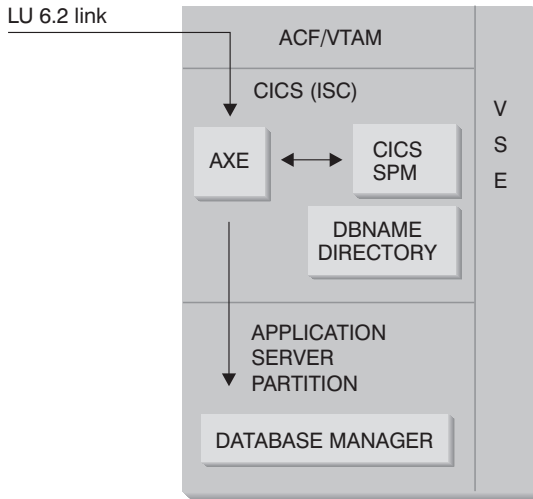 LU 6.2 link
ACF/VTAM
CICS (ISC)
V
S
E
AXE
CICS
SPM
DBNAME
DIRECTORY
APPLICATION
SERVER
PARTITION
DATABASE MANAGER